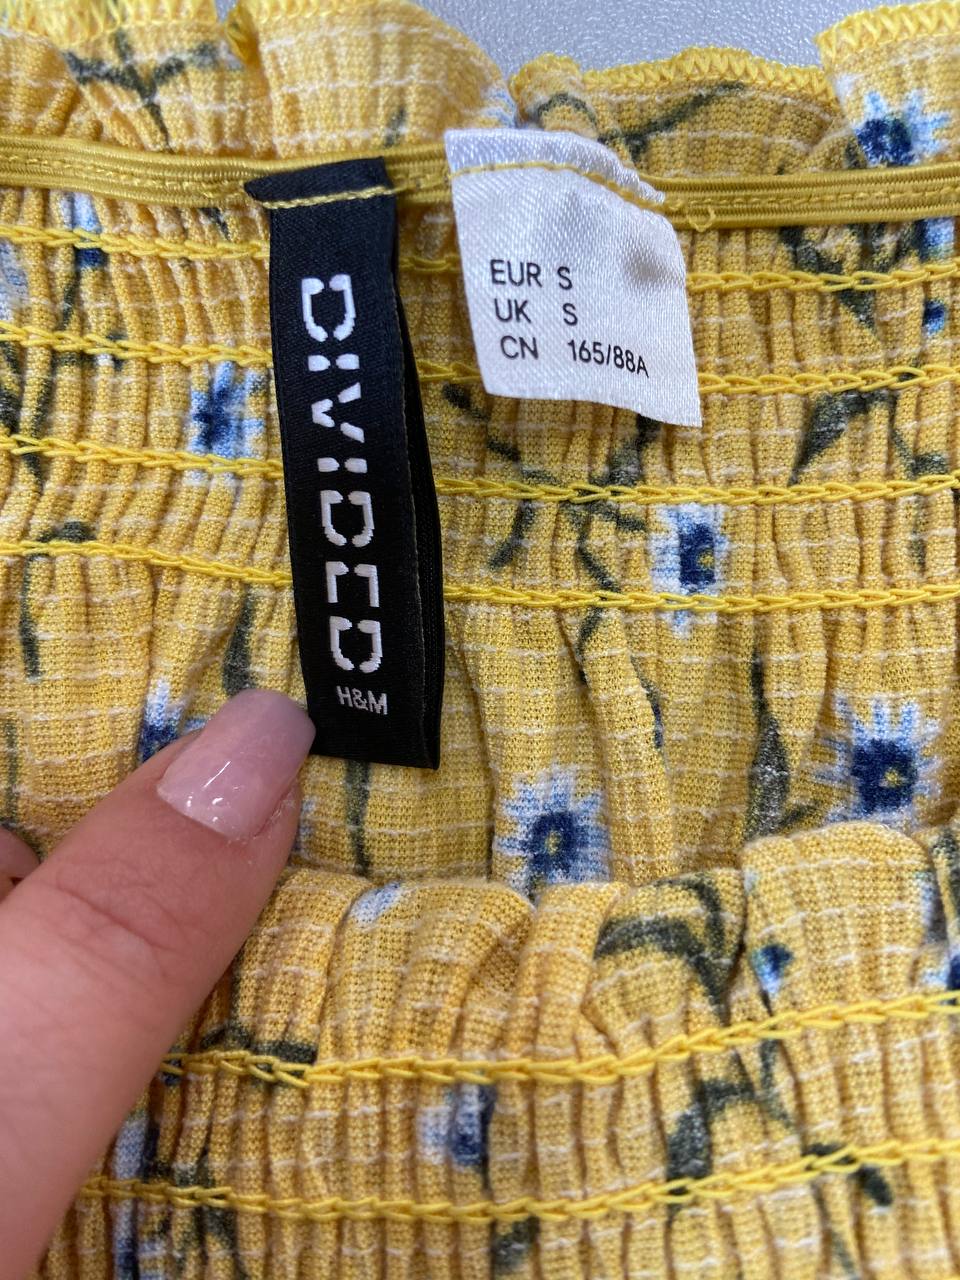 DIVIDED
H&M
EUR S
UK S
CN 165/88A